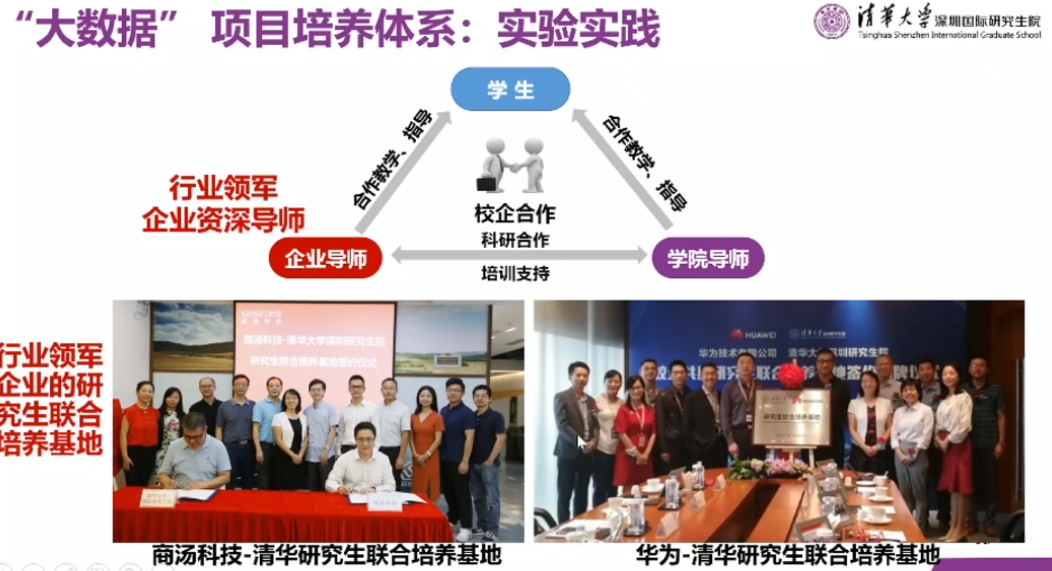 “大数据” 项目培养体系：实验实践
清华大学深圳国际研究生院
Tsinghua Shenzhen International Graduate School
学生
合作教学、指导
合作教学、指导
行业领军
企业资深导师
校企合作
科研合作
企业导师
学院导师
培训支持
行业领军
企业的研
究生联合
培养基地
商汤科技-清华大学深圳研究生院
研究生联合培养基地签约仪式
HUAWEI
华为技术有限公司 清华大学深圳研究生院
研究生联合培养基地
商汤科技-清华研究生联合培养基地
华为-清华研究生联合培养基地